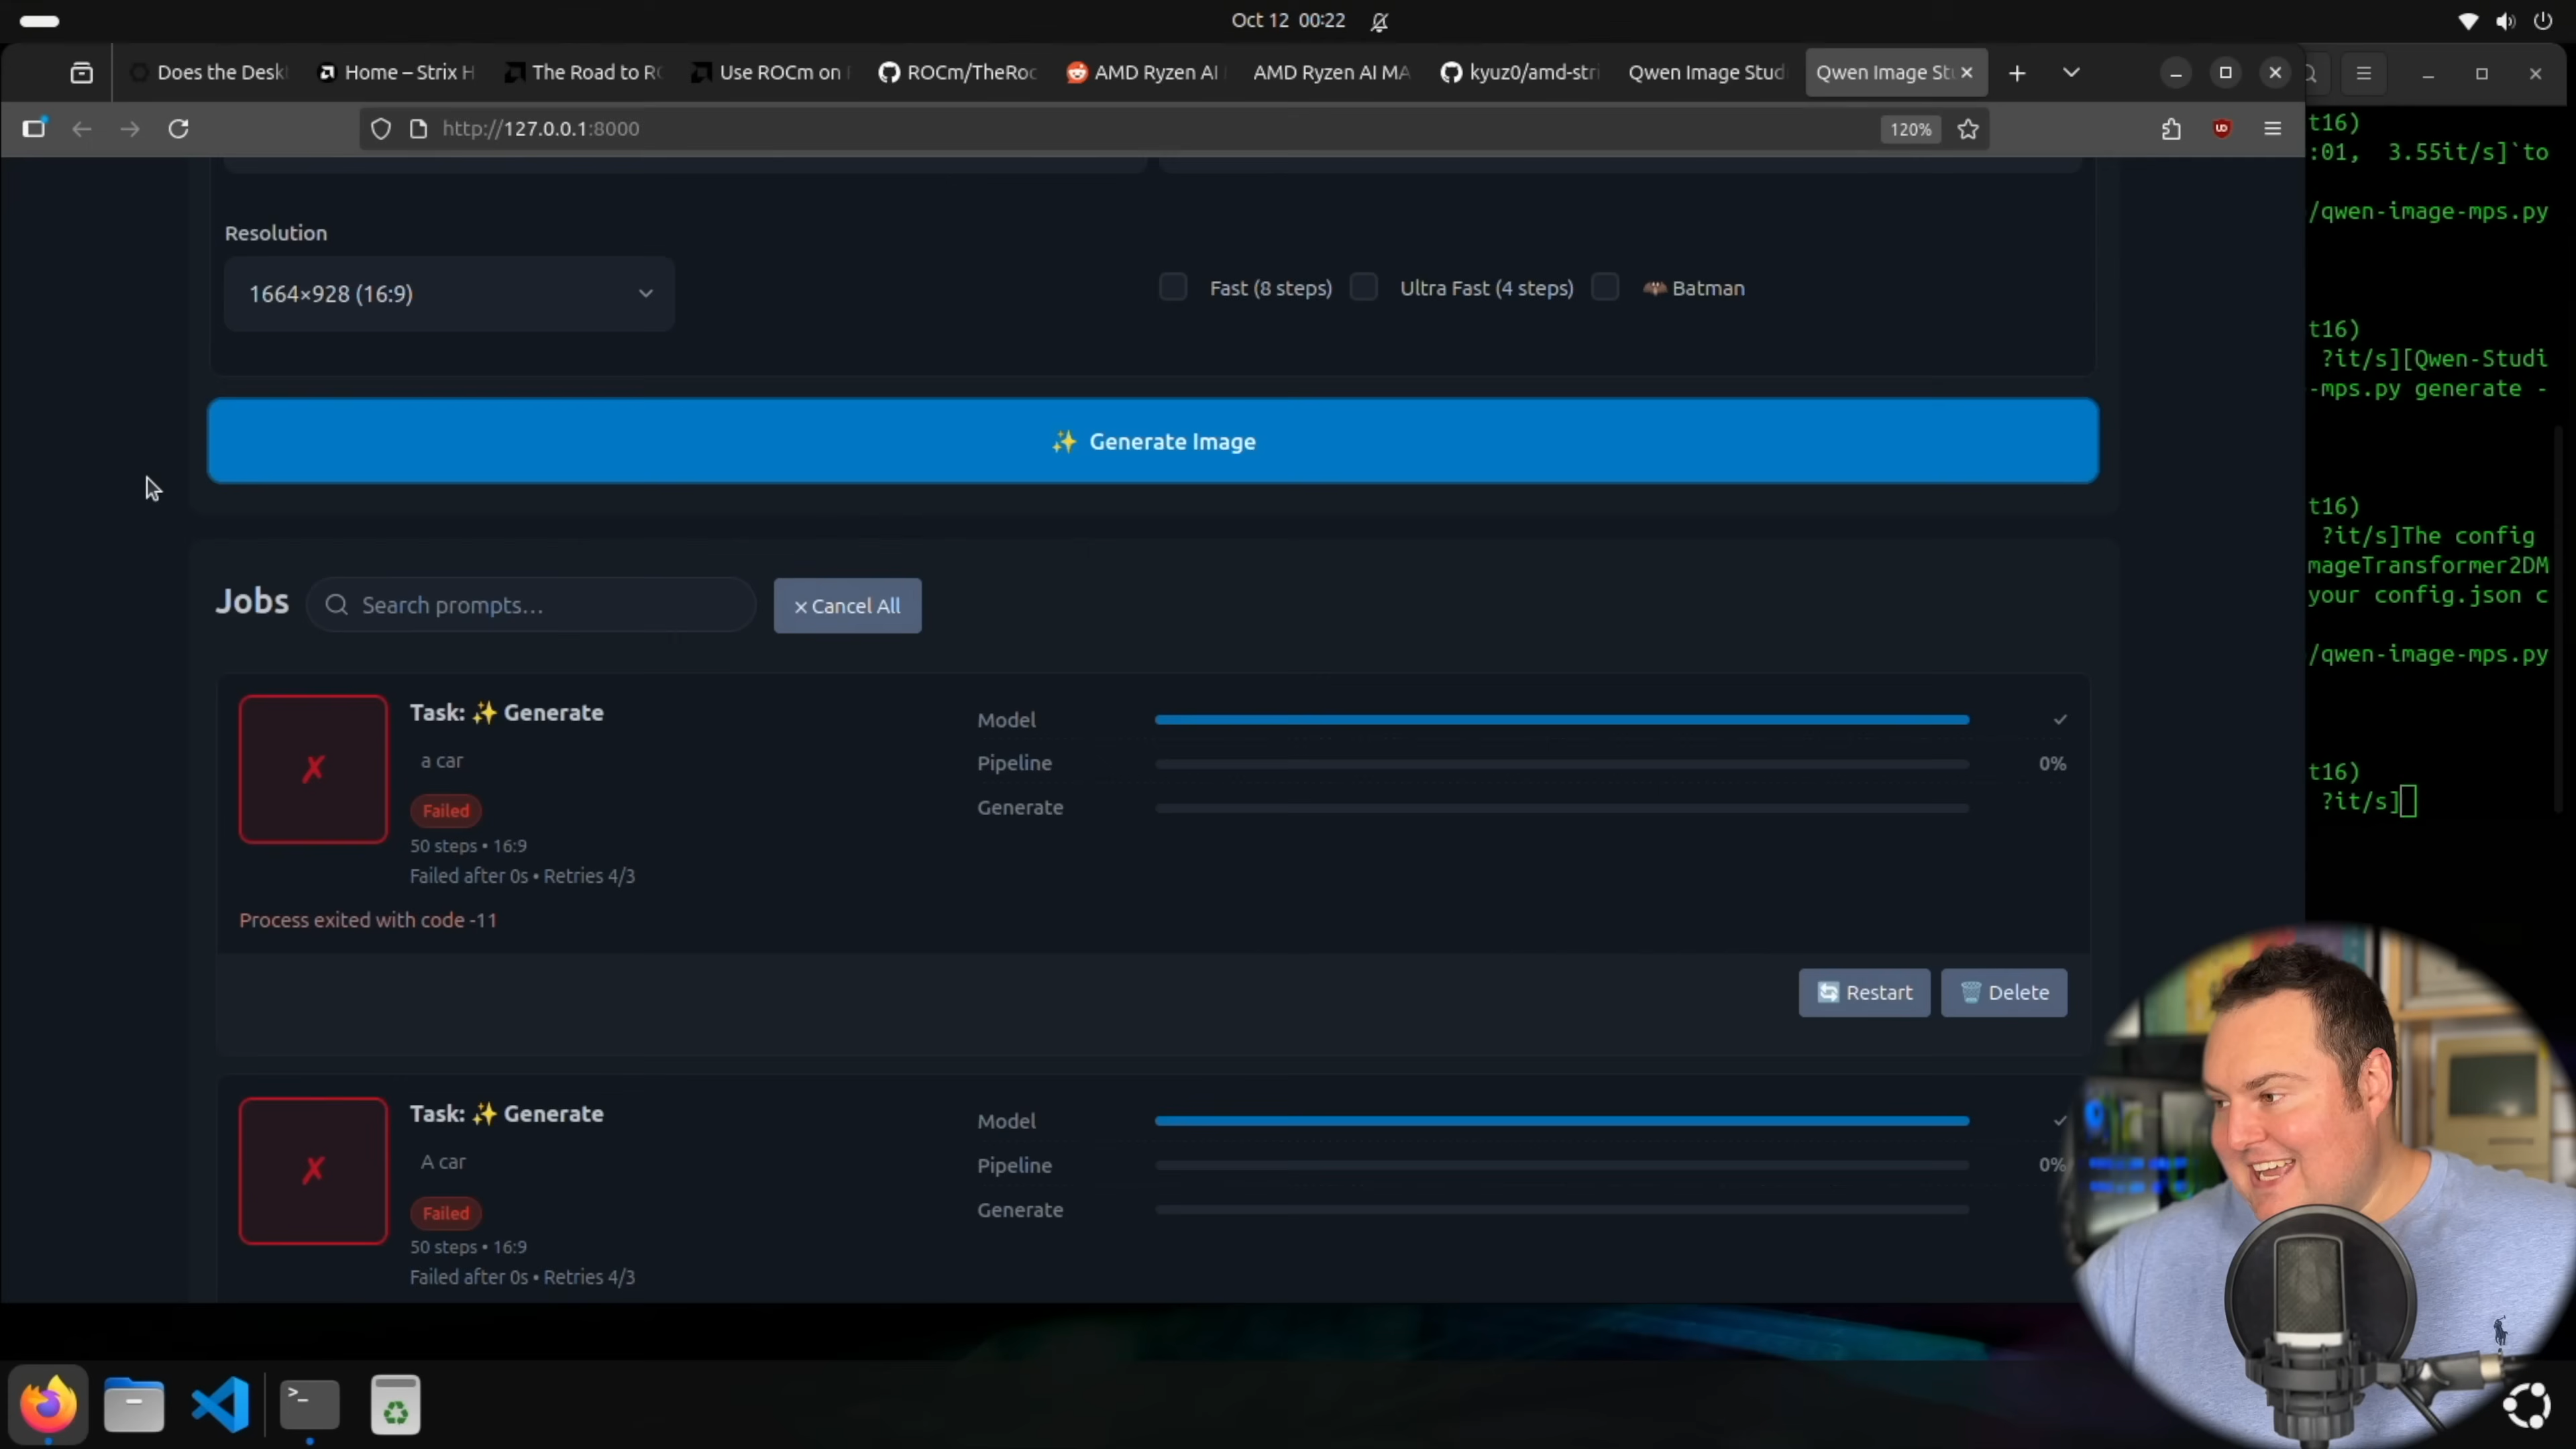 Oct 12 00:22
Does the Desk
Home – Strix H
The Road to RO
Use ROCm on
ROCm/TheRoc
AMD Ryzen AI
AMD Ryzen AI MA
kyuz0/amd-stri
Qwen Image Stud
Qwen Image Stu
http://127.0.0.1:8000
120%
Resolution
1664×928 (16:9)
Fast (8 steps)
Ultra Fast (4 steps)
Batman
Generate Image
Jobs
Search prompts…
× Cancel All
Task: ✨ Generate
a car
Failed
50 steps • 16:9
Failed after 0s • Retries 4/3
Process exited with code -11
Model
Pipeline
0%
Generate
Restart
Delete
Task: ✨ Generate
A car
Failed
50 steps • 16:9
Failed after 0s • Retries 4/3
Model
Pipeline
0%
Generate
t16)
:01, 3.55it/s]`to
/qwen-image-mps.py
t16)
?it/s][Qwen-Studi
-mps.py generate -
t16)
?it/s]The config
mageTransformer2DM
your config.json c
/qwen-image-mps.py
t16)
?it/s]